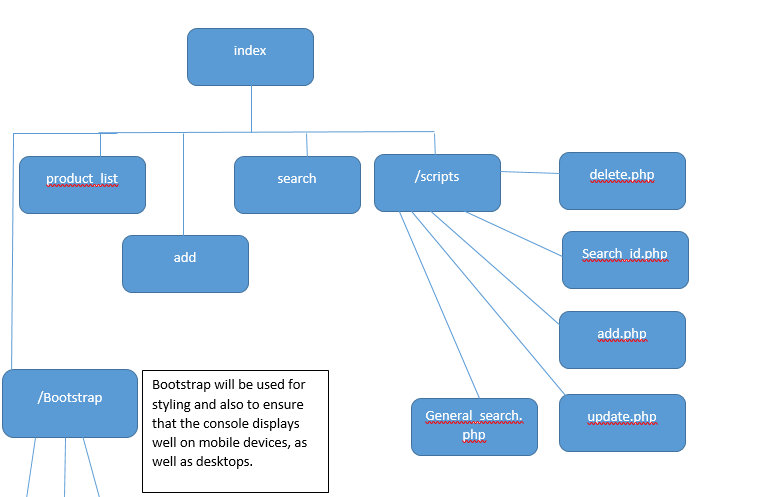 index
product_list
search
/scripts
delete.php
add
Search_id.php
add.php
/Bootstrap
Bootstrap will be used for
styling and also to ensure
that the console displays
well on mobile devices, as
well as desktops.
General_search.
php
update.php